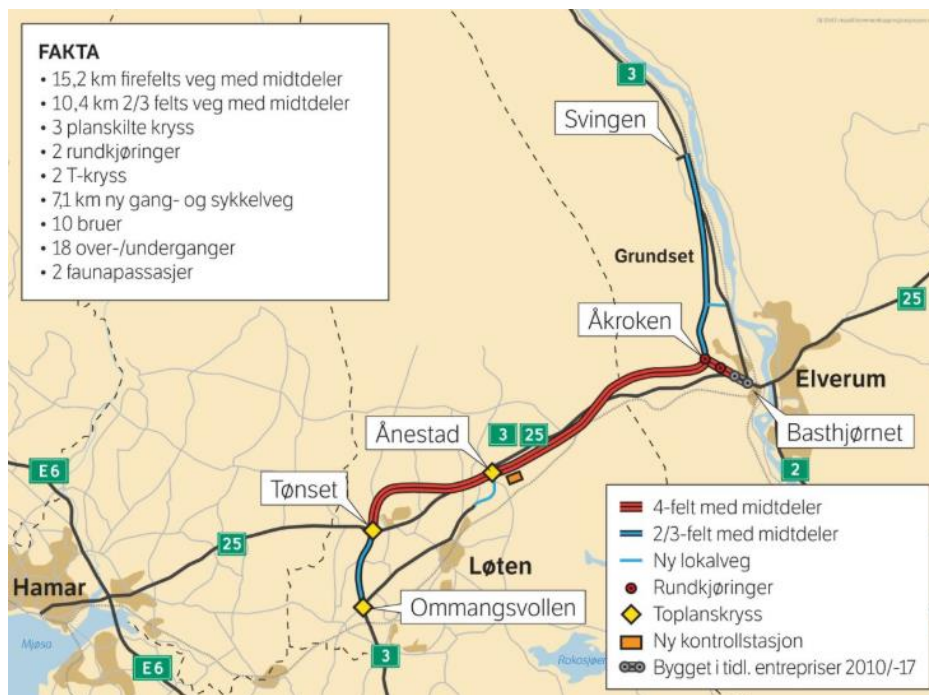 FAKTA
• 15,2 km firefelts veg med midtdeler
• 10,4 km 2/3 felts veg med midtdeler
• 3 planskilte kryss
• 2 rundkjøringer
• 2 T-kryss
• 7,1 km ny gang- og sykkelveg
• 10 bruer
• 18 over-/underganger
• 2 faunapassasjer
3
Svingen
Grundset
25
Åkroken
Elverum
Ånestad
3 25
Basthjørnet
E6
Tønset
2
25
Løten
Hamar
Ommangsvollen
Mjøsa
E6
3
Rokosjøen
4-felt med midtdeler
2/3-felt med midtdeler
Ny lokalveg
Rundkjøringer
Toplanskryss
Ny kontrollstasjon
Bygget i tidl. entrepriser 2010/-17